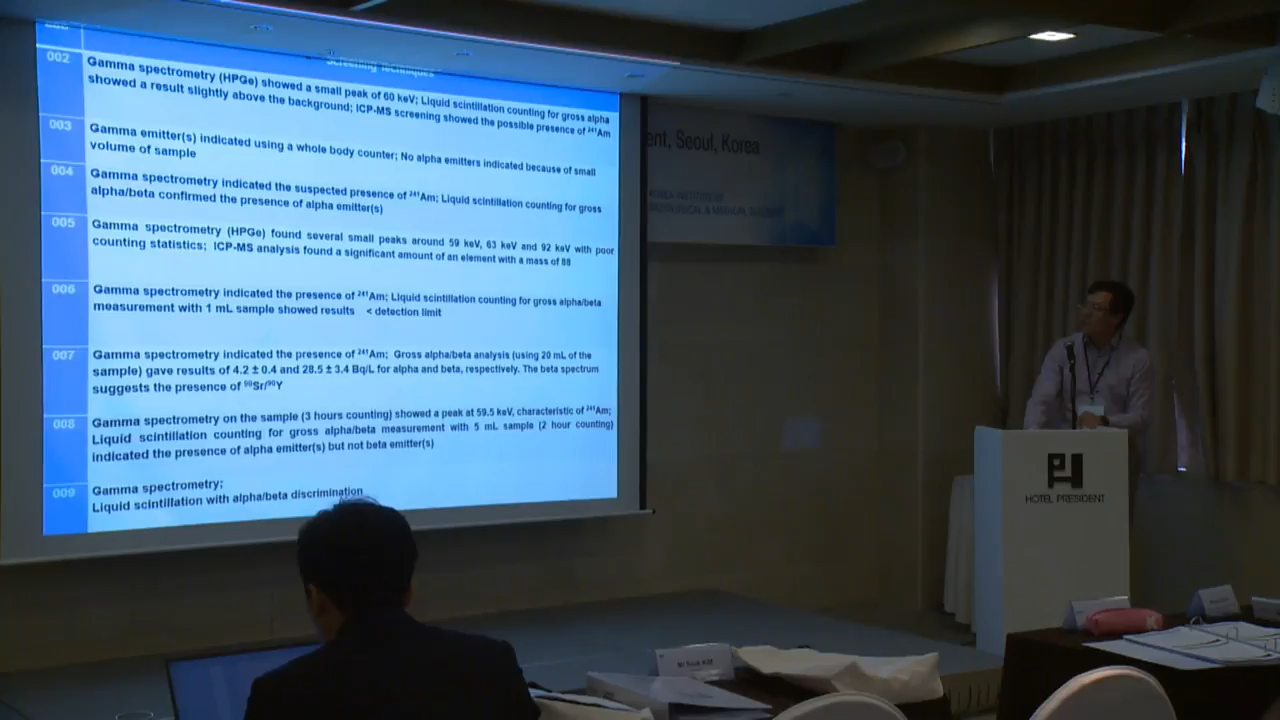 Screening Techniques
002
Gamma spectrometry (HPGe) showed a small peak of 60 keV; Liquid scintillation counting for gross alpha
showed a result slightly above the background; ICP-MS screening showed the possible presence of ²⁴¹Am
003
Gamma emitter(s) indicated using a whole body counter; No alpha emitters indicated because of small
volume of sample
004
Gamma spectrometry indicated the suspected presence of ²⁴¹Am; Liquid scintillation counting for gross
alpha/beta confirmed the presence of alpha emitter(s)
005
Gamma spectrometry (HPGe) found several small peaks around 59 keV, 63 keV and 92 keV with poor
counting statistics; ICP-MS analysis found a significant amount of an element with a mass of 88
006
Gamma spectrometry indicated the presence of ²⁴¹Am; Liquid scintillation counting for gross alpha/beta
measurement with 1 mL sample showed results < detection limit
007
Gamma spectrometry indicated the presence of ²⁴¹Am; Gross alpha/beta analysis (using 20 mL of the
sample) gave results of 4.2 ± 0.4 and 28.5 ± 3.4 Bq/L for alpha and beta, respectively. The beta spectrum
suggests the presence of ⁹⁰Sr/⁹⁰Y
008
Gamma spectrometry on the sample (3 hours counting) showed a peak at 59.5 keV, characteristic of ²⁴¹Am;
Liquid scintillation counting for gross alpha/beta measurement with 5 mL sample (2 hour counting)
indicated the presence of alpha emitter(s) but not beta emitter(s)
009
Gamma spectrometry;
Liquid scintillation with alpha/beta discrimination
ent, Seoul, Korea
KOREA INSTITUTE OF
RADIOLOGICAL & MEDICAL
HOTEL PRESIDENT